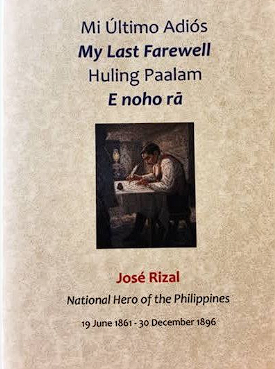 Mi Último Adiós
My Last Farewell
Huling Paalam
E noho rā
José Rizal
National Hero of the Philippines
19 June 1861 - 30 December 1896